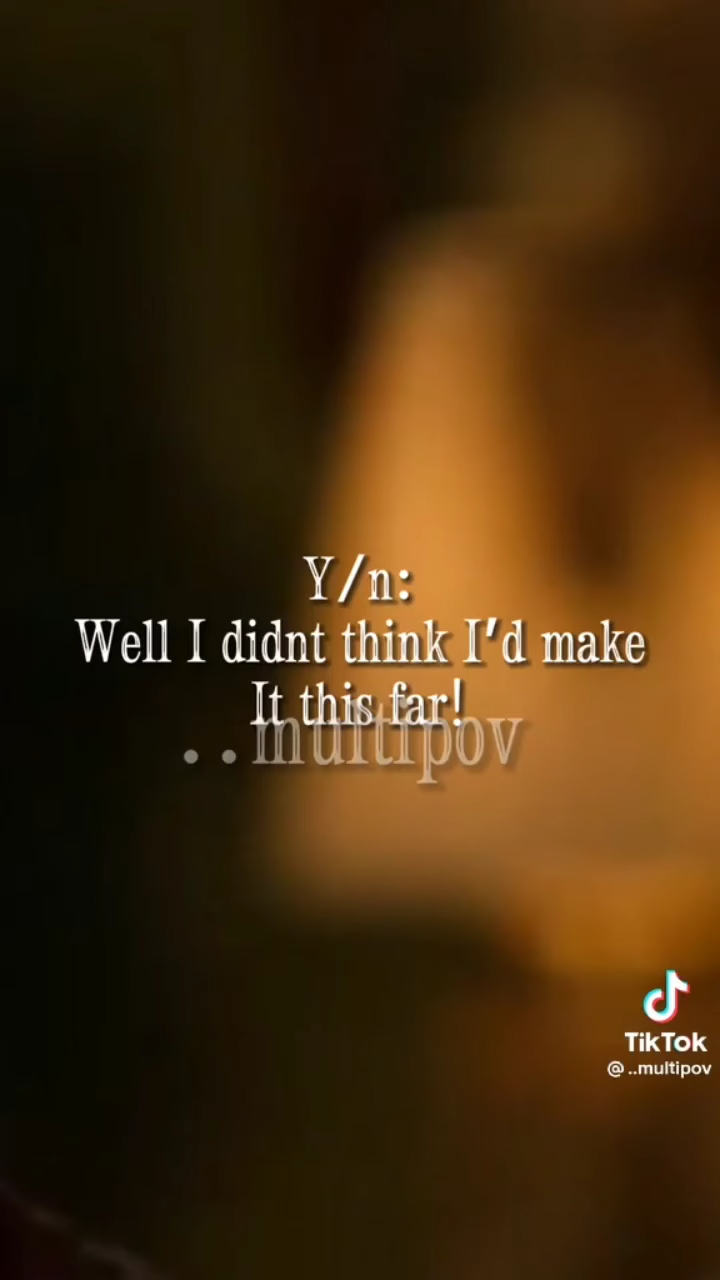 Y/n:
Well I didnt think I'd make
It this far!
..multipov
TikTok
@..multipov